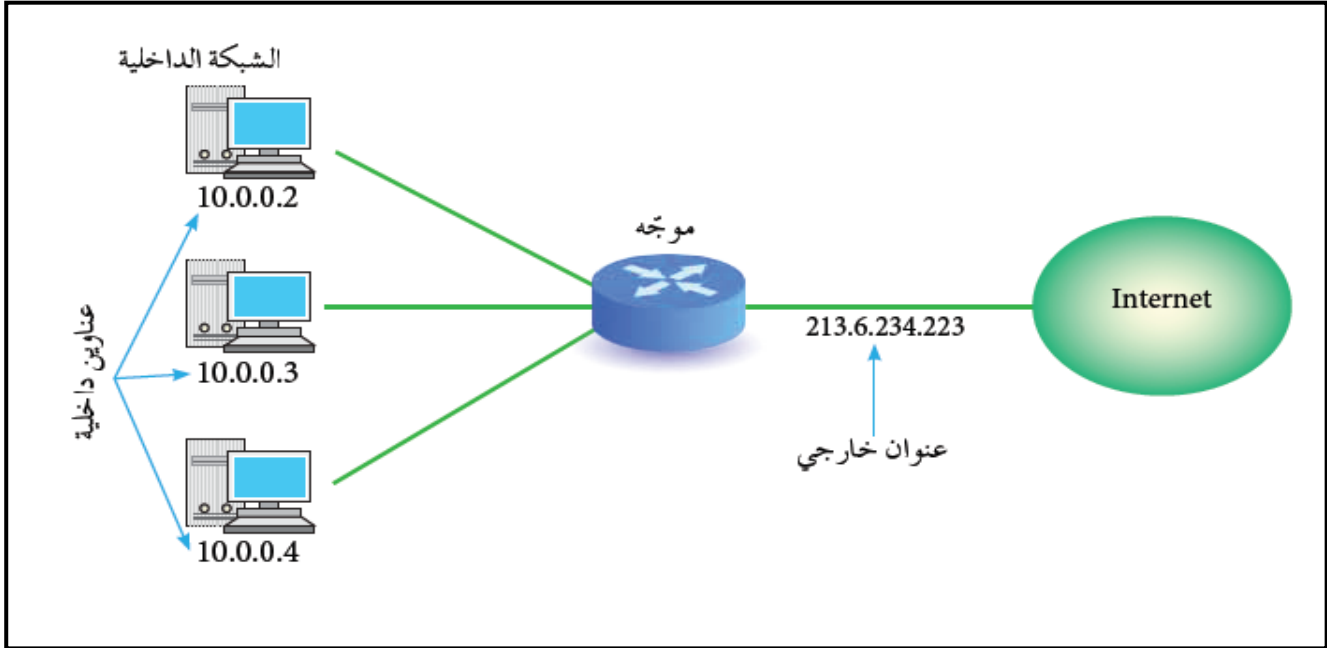 الشبكة الداخلية
10.0.0.2
موجّه
Internet
213.6.234.223
10.0.0.3
عناوين داخلية
عنوان خارجي
10.0.0.4